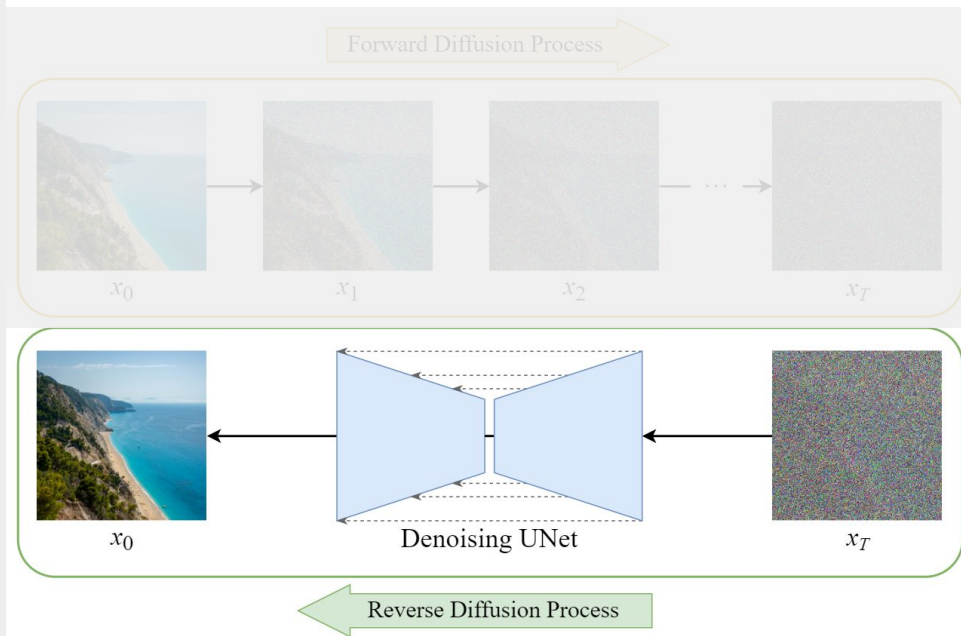 Forward Diffusion Process
...
x0 x1 x2 xT
Denoising UNet
x0 xT
Reverse Diffusion Process